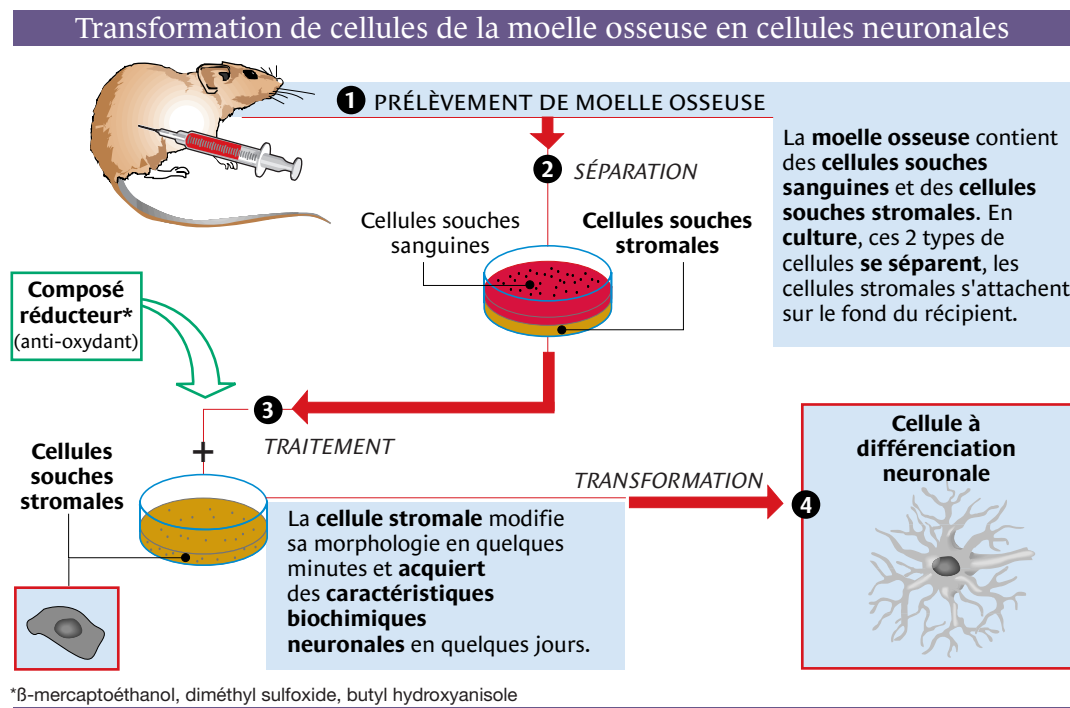 Transformation de cellules de la moelle osseuse en cellules neuronales
1 PRÉLÈVEMENT DE MOELLE OSSEUSE
La moelle osseuse contient
des cellules souches
sanguines et des cellules
souches stromales. En
culture, ces 2 types de
cellules se séparent, les
cellules stromales s'attachent
sur le fond du récipient.
2 SÉPARATION
Cellules souches
sanguines
Cellules souches
stromales
Composé
réducteur*
(anti-oxydant)
3
TRAITEMENT
+
Cellules
souches
stromales
La cellule stromale modifie
sa morphologie en quelques
minutes et acquiert
des caractéristiques
biochimiques
neuronales en quelques jours.
TRANSFORMATION
4
Cellule à
différenciation
neuronale
*ß-mercaptoéthanol, diméthyl sulfoxide, butyl hydroxyanisole